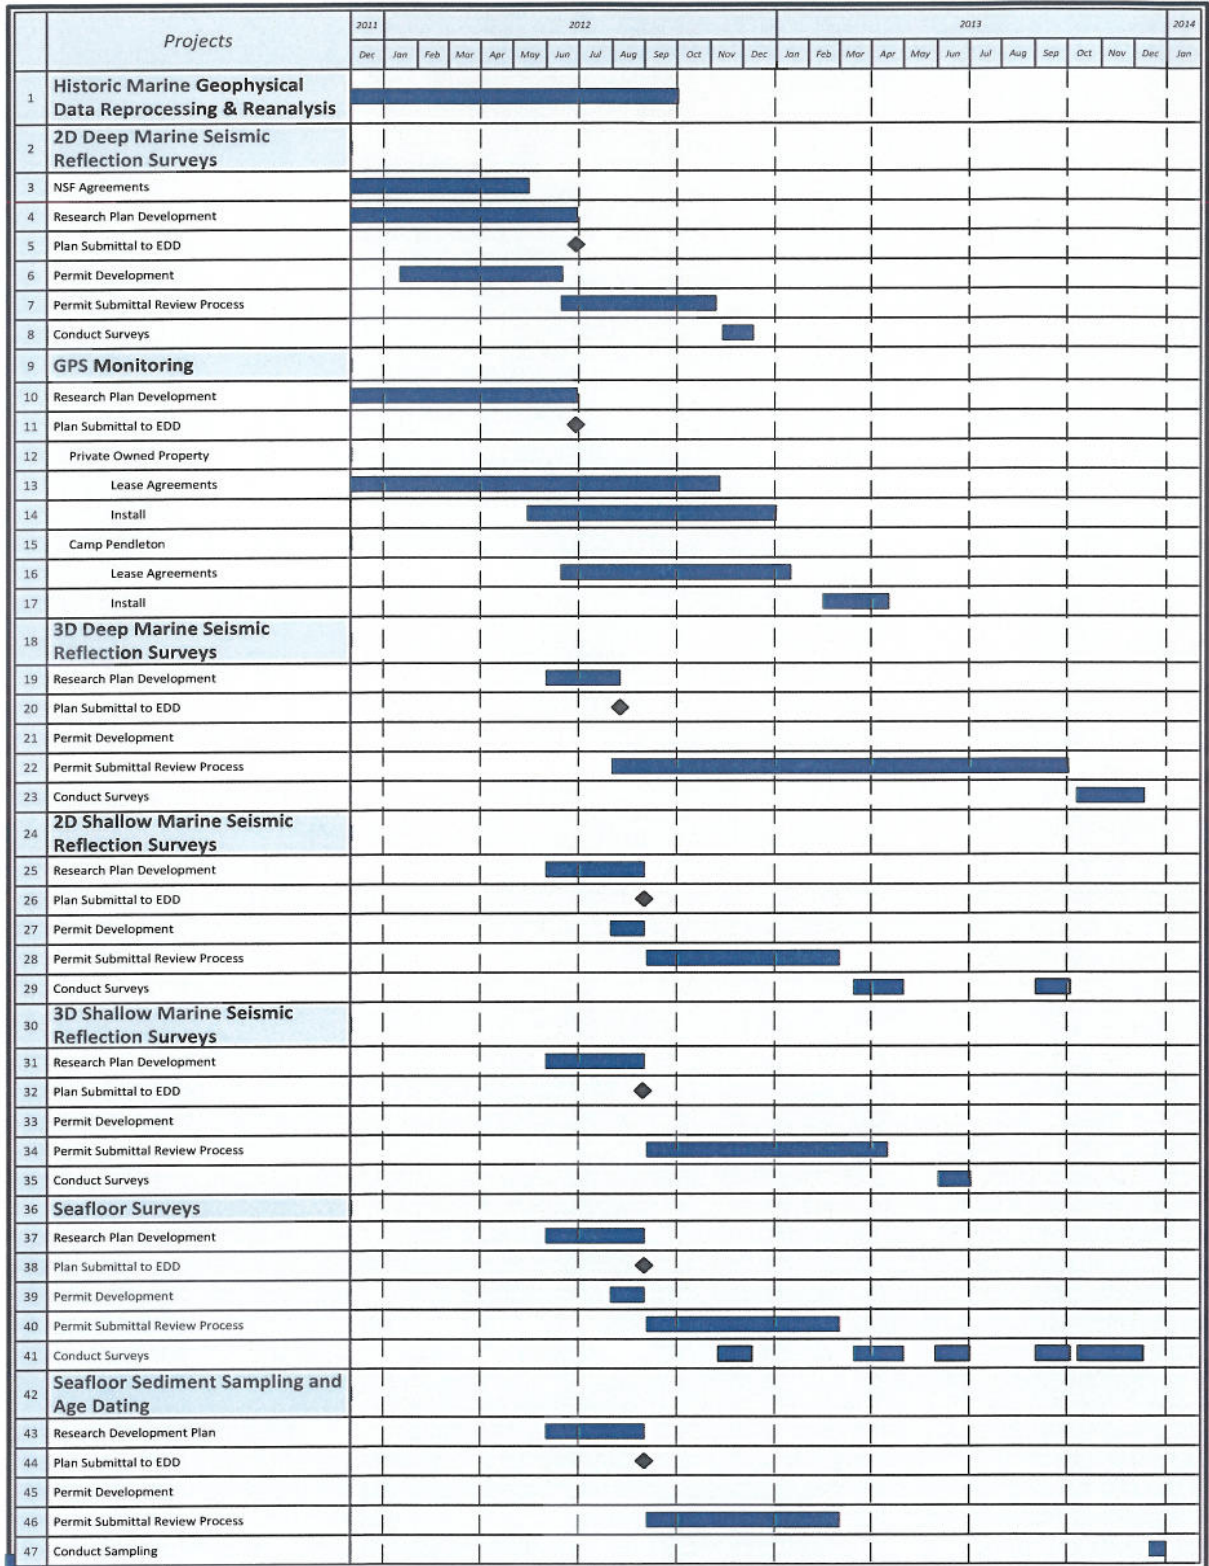 Projects
2011 2012 2013 2014
Dec Jan Feb Mar Apr May Jun Jul Aug Sep Oct Nov Dec Jan Feb Mar Apr May Jun Jul Aug Sep Oct Nov Dec Jan
1 Historic Marine Geophysical
Data Reprocessing & Reanalysis
2 2D Deep Marine Seismic
Reflection Surveys
3 NSF Agreements
4 Research Plan Development
5 Plan Submittal to EDD
6 Permit Development
7 Permit Submittal Review Process
8 Conduct Surveys
9 GPS Monitoring
10 Research Plan Development
11 Plan Submittal to EDD
12 Private Owned Property
13 Lease Agreements
14 Install
15 Camp Pendleton
16 Lease Agreements
17 Install
18 3D Deep Marine Seismic
Reflection Surveys
19 Research Plan Development
20 Plan Submittal to EDD
21 Permit Development
22 Permit Submittal Review Process
23 Conduct Surveys
24 2D Shallow Marine Seismic
Reflection Surveys
25 Research Plan Development
26 Plan Submittal to EDD
27 Permit Development
28 Permit Submittal Review Process
29 Conduct Surveys
30 3D Shallow Marine Seismic
Reflection Surveys
31 Research Plan Development
32 Plan Submittal to EDD
33 Permit Development
34 Permit Submittal Review Process
35 Conduct Surveys
36 Seafloor Surveys
37 Research Plan Development
38 Plan Submittal to EDD
39 Permit Development
40 Permit Submittal Review Process
41 Conduct Surveys
42 Seafloor Sediment Sampling and
Age Dating
43 Research Development Plan
44 Plan Submittal to EDD
45 Permit Development
46 Permit Submittal Review Process
47 Conduct Sampling